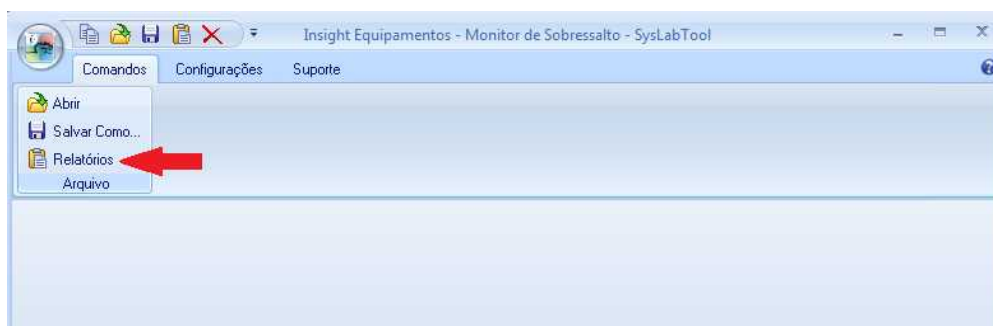 Insight Equipamentos - Monitor de Sobressalto - SysLabTool
Comandos Configurações Suporte
Abrir
Salvar Como...
Relatórios
Arquivo